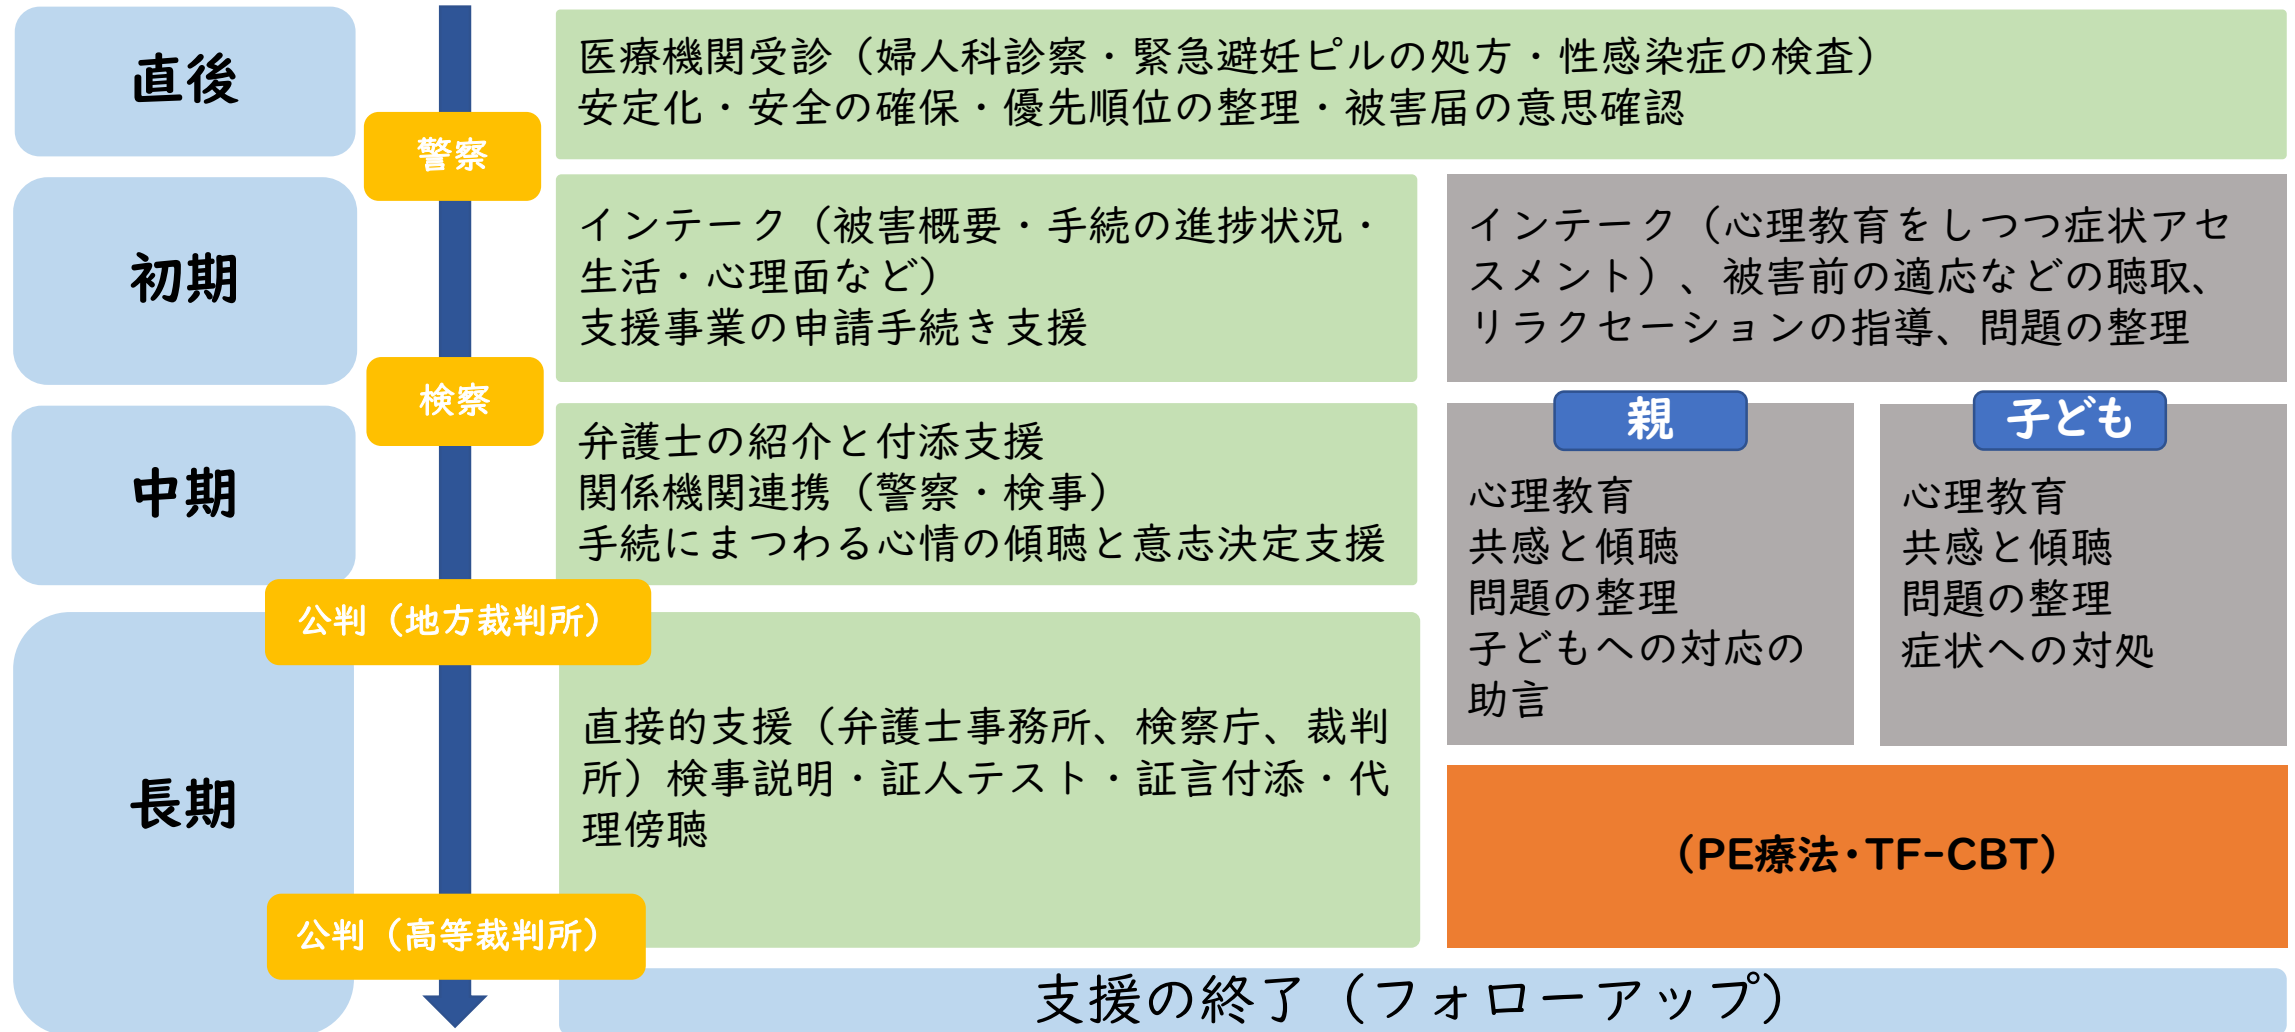 直後
医療機関受診（婦人科診察・緊急避妊ピルの処方・性感染症の検査）
安定化・安全の確保・優先順位の整理・被害届の意思確認
警察
初期
インテーク（被害概要・手続の進捗状況・
生活・心理面など）
支援事業の申請手続き支援
インテーク（心理教育をしつつ症状アセ
スメント）、被害前の適応などの聴取、
リラクセーションの指導、問題の整理
検察
中期
弁護士の紹介と付添支援
関係機関連携（警察・検事）
手続にまつわる心情の傾聴と意志決定支援
親
心理教育
共感と傾聴
問題の整理
子どもへの対応の
助言
子ども
心理教育
共感と傾聴
問題の整理
症状への対処
公判（地方裁判所）
長期
直接的支援（弁護士事務所、検察庁、裁判
所）検事説明・証人テスト・証言付添・代
理傍聴
（PE療法・TF-CBT）
公判（高等裁判所）
支援の終了（フォローアップ）